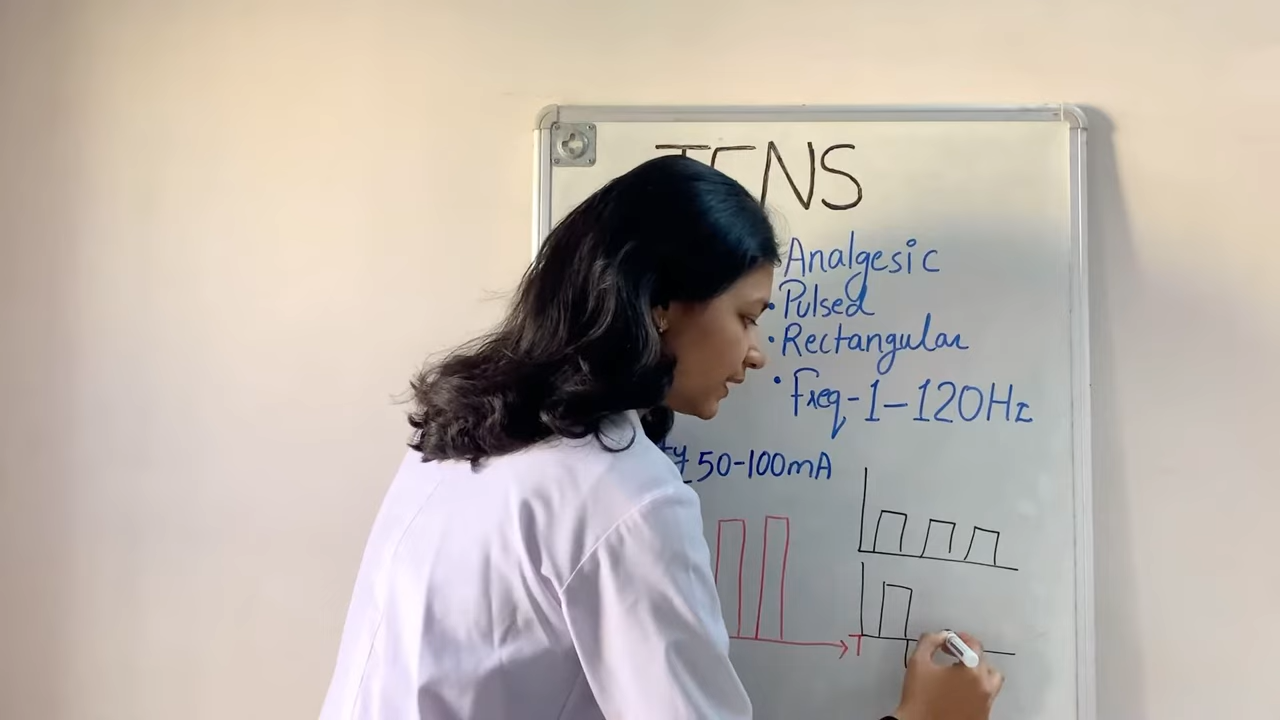 TENS
Analgesic
• Pulsed
• Rectangular
• Freq-1-120Hz
50-100mA
T